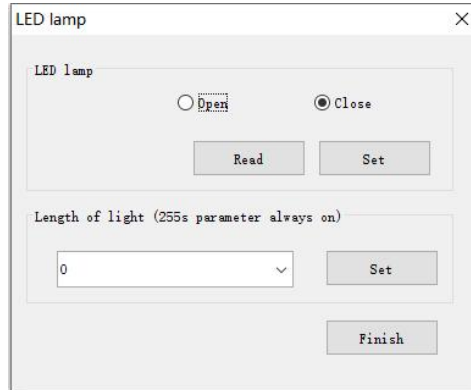 LED lamp
LED lamp
Open
Close
Read
Set
Length of light (255s parameter always on)
0
Set
Finish